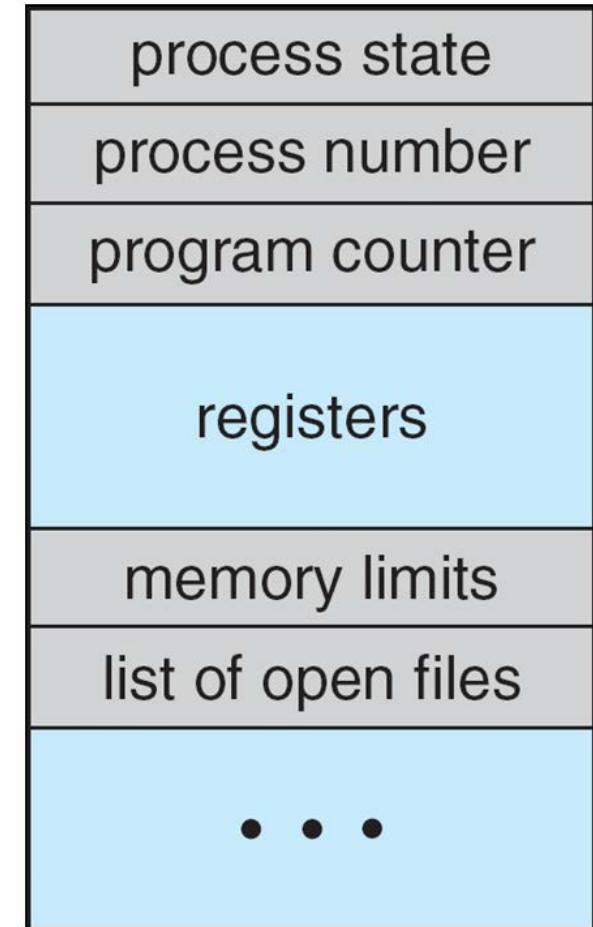 process state
process number
program counter
registers
memory limits
list of open files
• • •